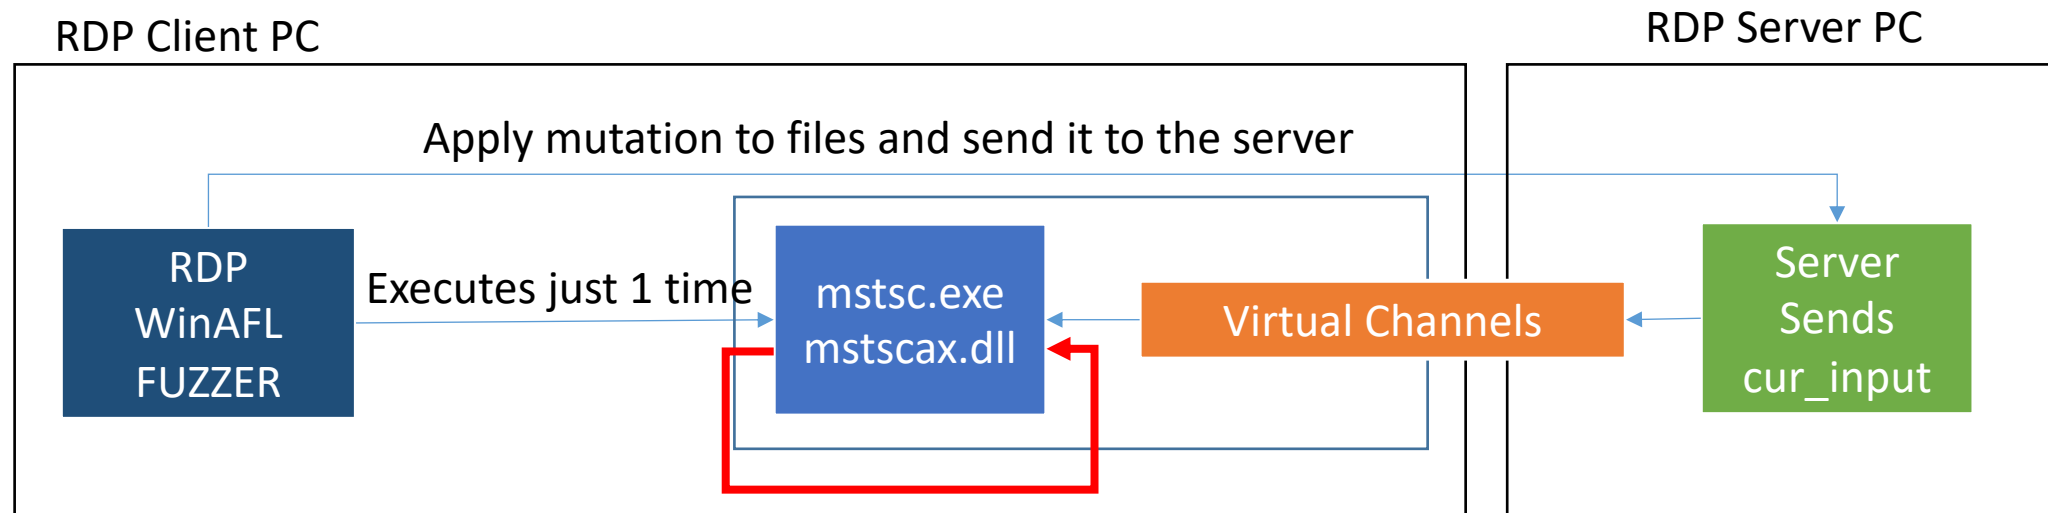 RDP Client PC
RDP Server PC
Apply mutation to files and send it to the server
RDP
WinAFL
FUZZER
Executes just 1 time
mstsc.exe
mstscax.dll
Virtual Channels
Server
Sends
cur_input